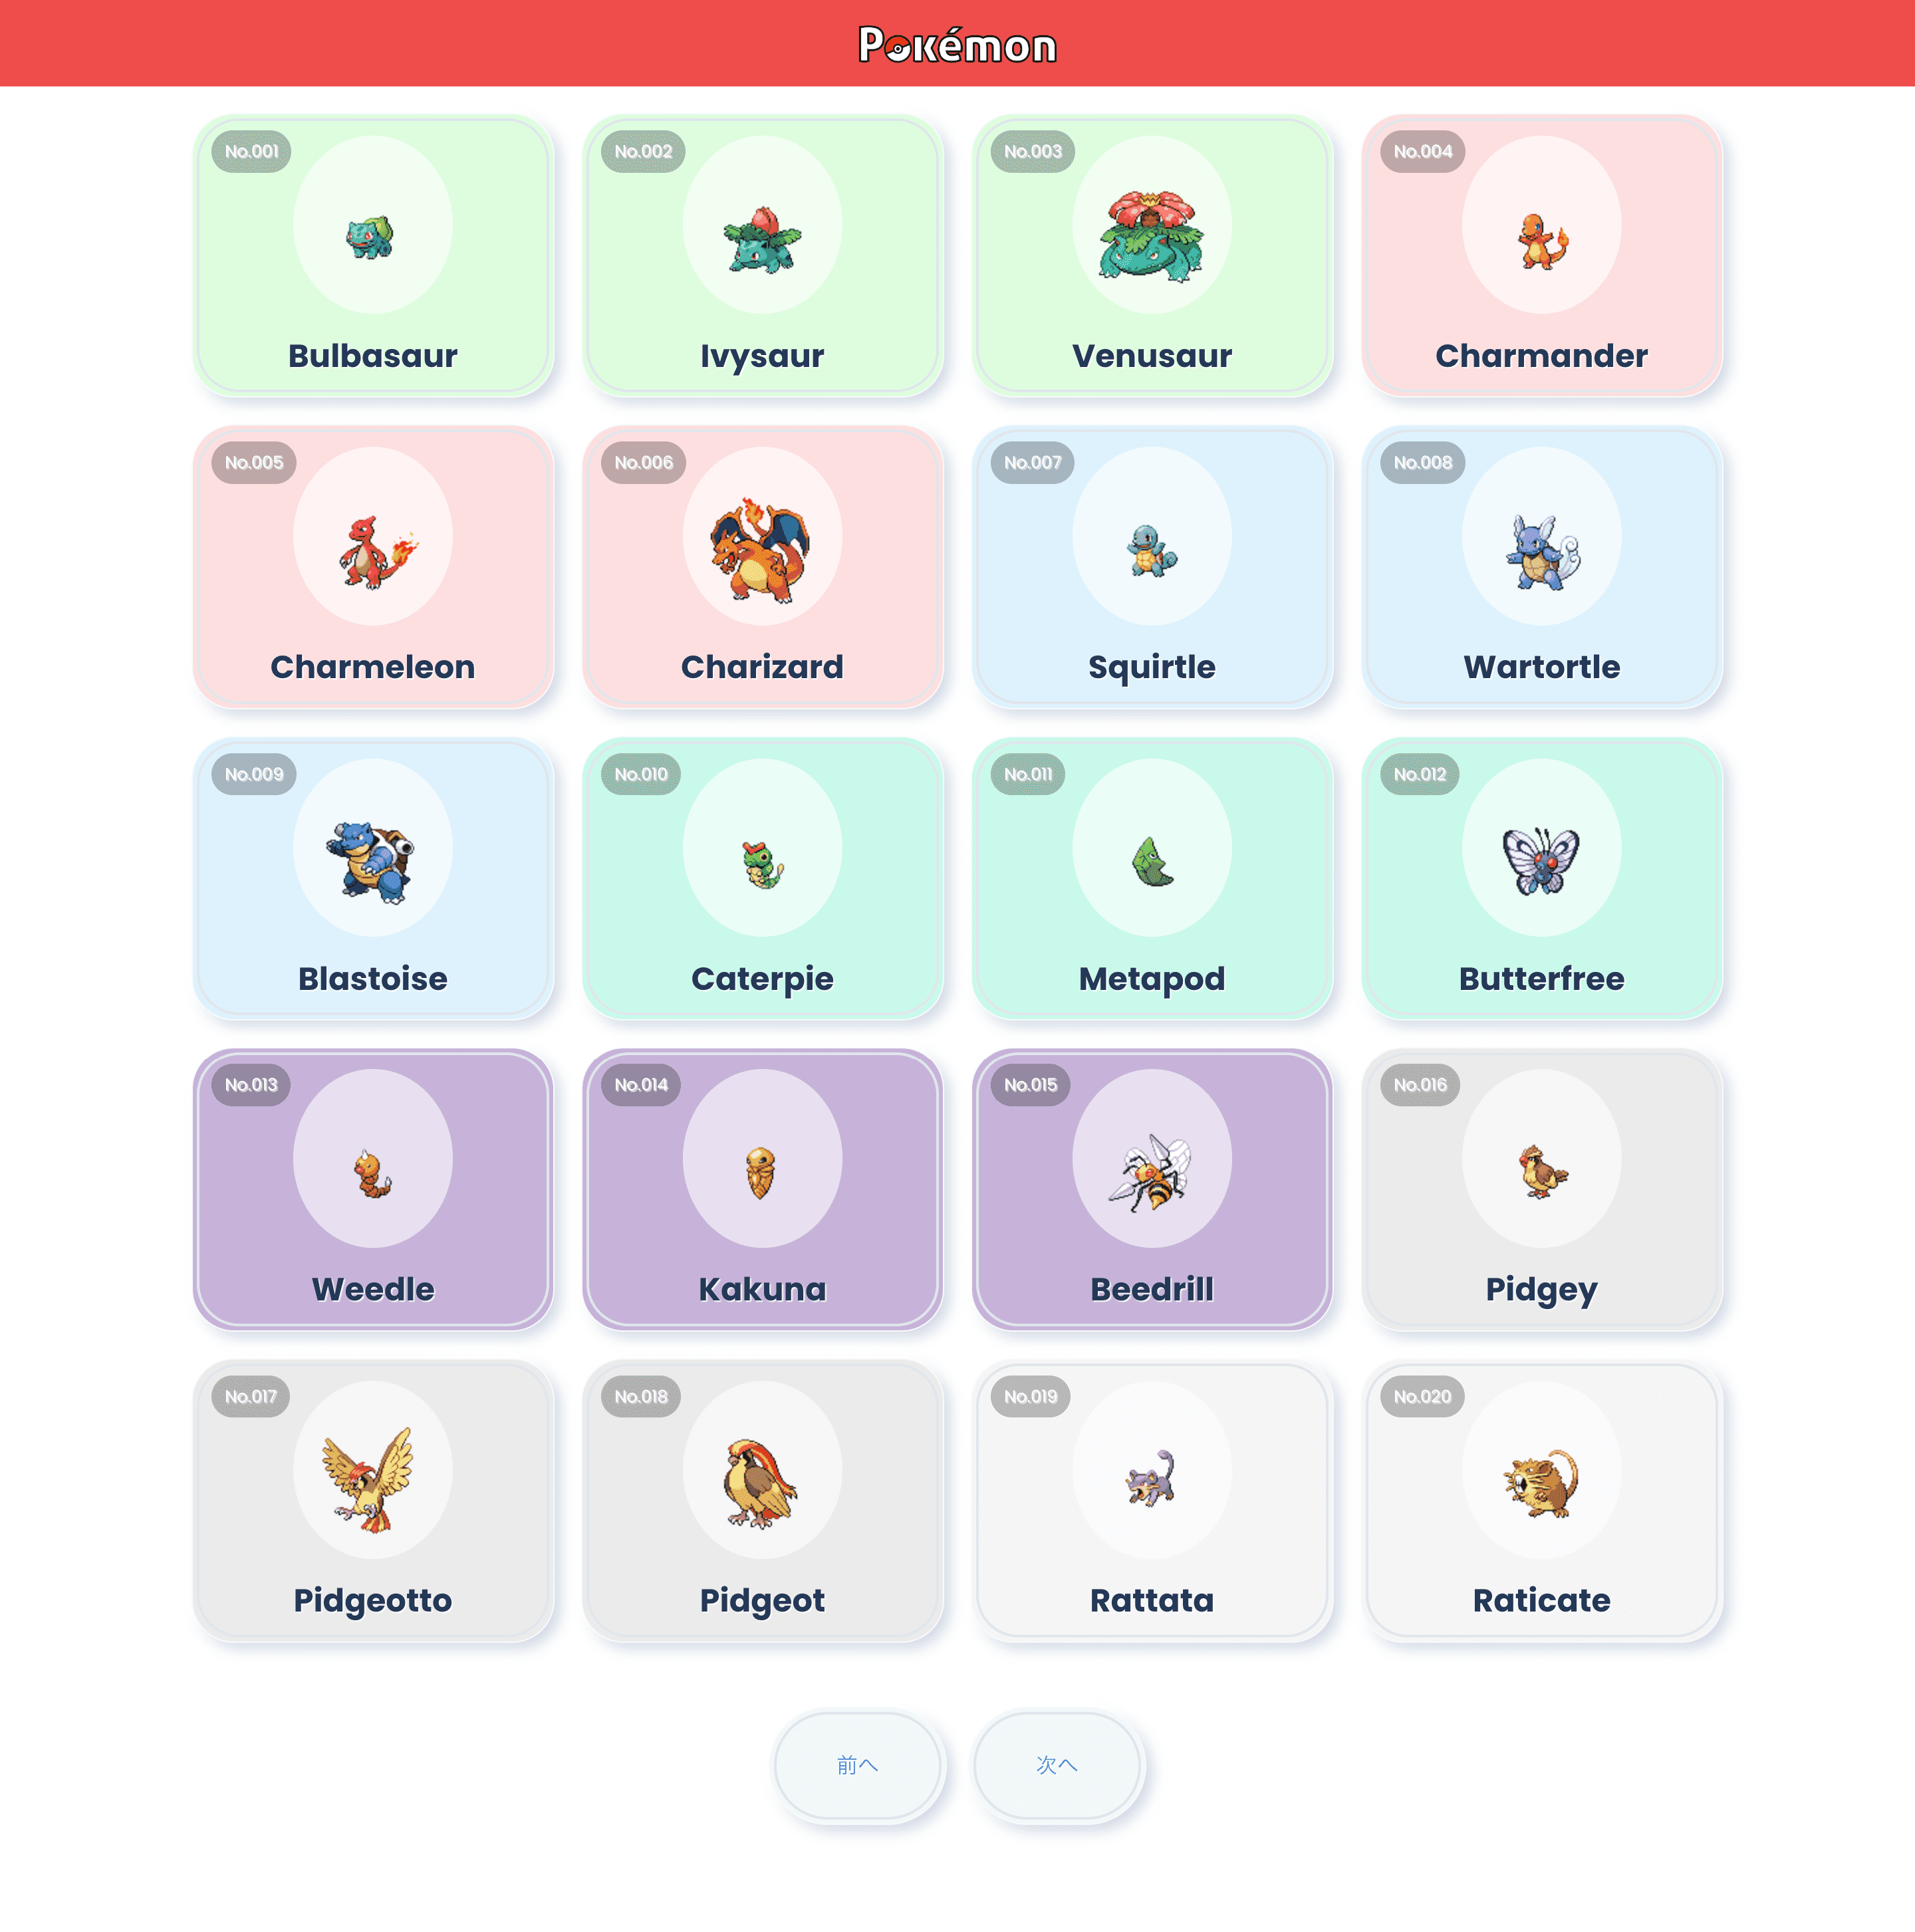 Pokémon
No.001
Bulbasaur
No.002
Ivysaur
No.003
Venusaur
No.004
Charmander
No.005
Charmeleon
No.006
Charizard
No.007
Squirtle
No.008
Wartortle
No.009
Blastoise
No.010
Caterpie
No.011
Metapod
No.012
Butterfree
No.013
Weedle
No.014
Kakuna
No.015
Beedrill
No.016
Pidgey
No.017
Pidgeotto
No.018
Pidgeot
No.019
Rattata
No.020
Raticate
前へ
次へ